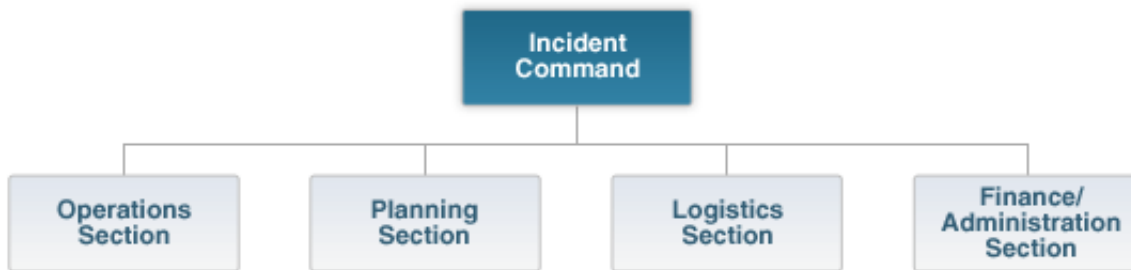 Incident
Command
Operations
Section
Planning
Section
Logistics
Section
Finance/
Administration
Section